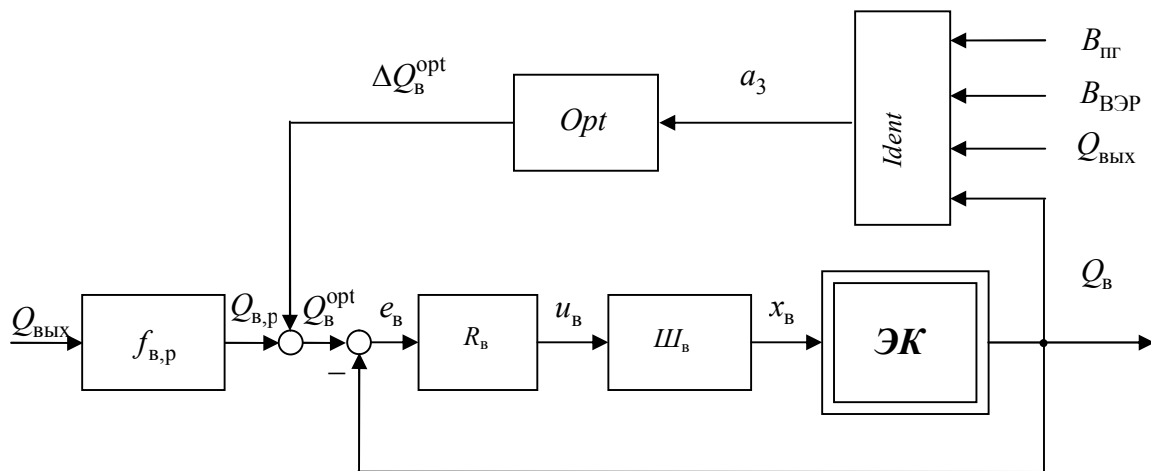 B_пг
ΔQ_в^opt
a_3
B_ВЭР
Opt
Ident
Q_вых
Q_в
Q_вых
Q_в,р
Q_в^opt
e_в
u_в
x_в
f_в,р
R_в
Ш_в
ЭК
−